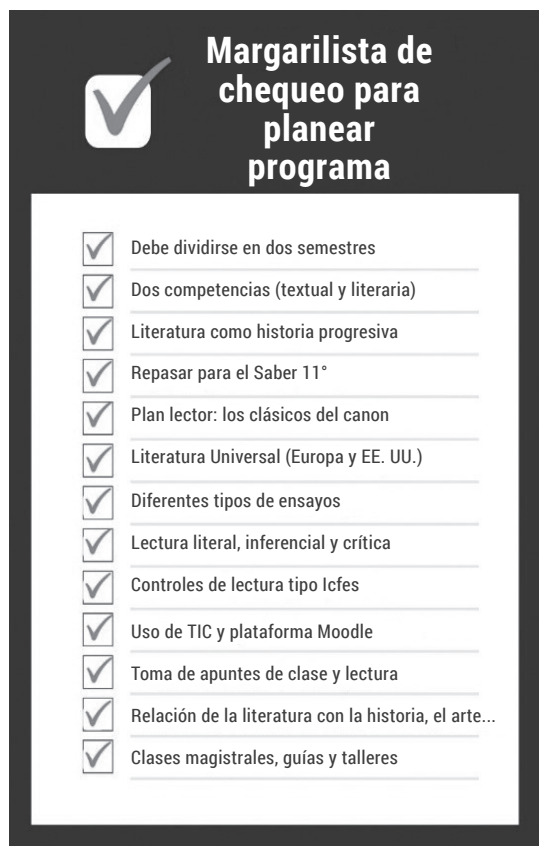 Margarilista de
chequeo para
planear
programa
Debe dividirse en dos semestres
Dos competencias (textual y literaria)
Literatura como historia progresiva
Repasar para el Saber 11°
Plan lector: los clásicos del canon
Literatura Universal (Europa y EE. UU.)
Diferentes tipos de ensayos
Lectura literal, inferencial y crítica
Controles de lectura tipo Icfes
Uso de TIC y plataforma Moodle
Toma de apuntes de clase y lectura
Relación de la literatura con la historia, el arte...
Clases magistrales, guías y talleres